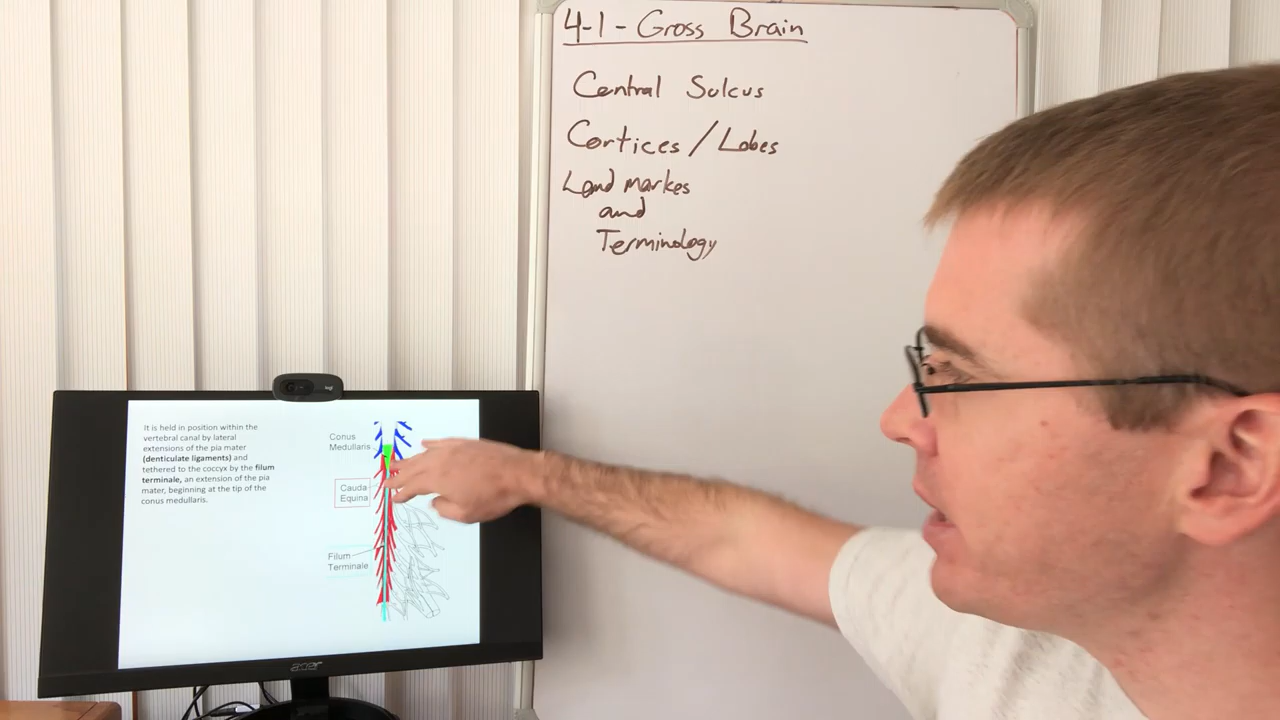 4-1 - Gross Brain
Central Sulcus
Cortices / Lobes
Land markes
and
Terminology
It is held in position within the
vertebral canal by lateral
extensions of the pia mater
(denticulate ligaments) and
tethered to the coccyx by the filum
terminale, an extension of the pia
mater, beginning at the tip of the
conus medullaris.
Conus
Medullaris
Cauda
Equina
Filum
Terminale
logi
acer